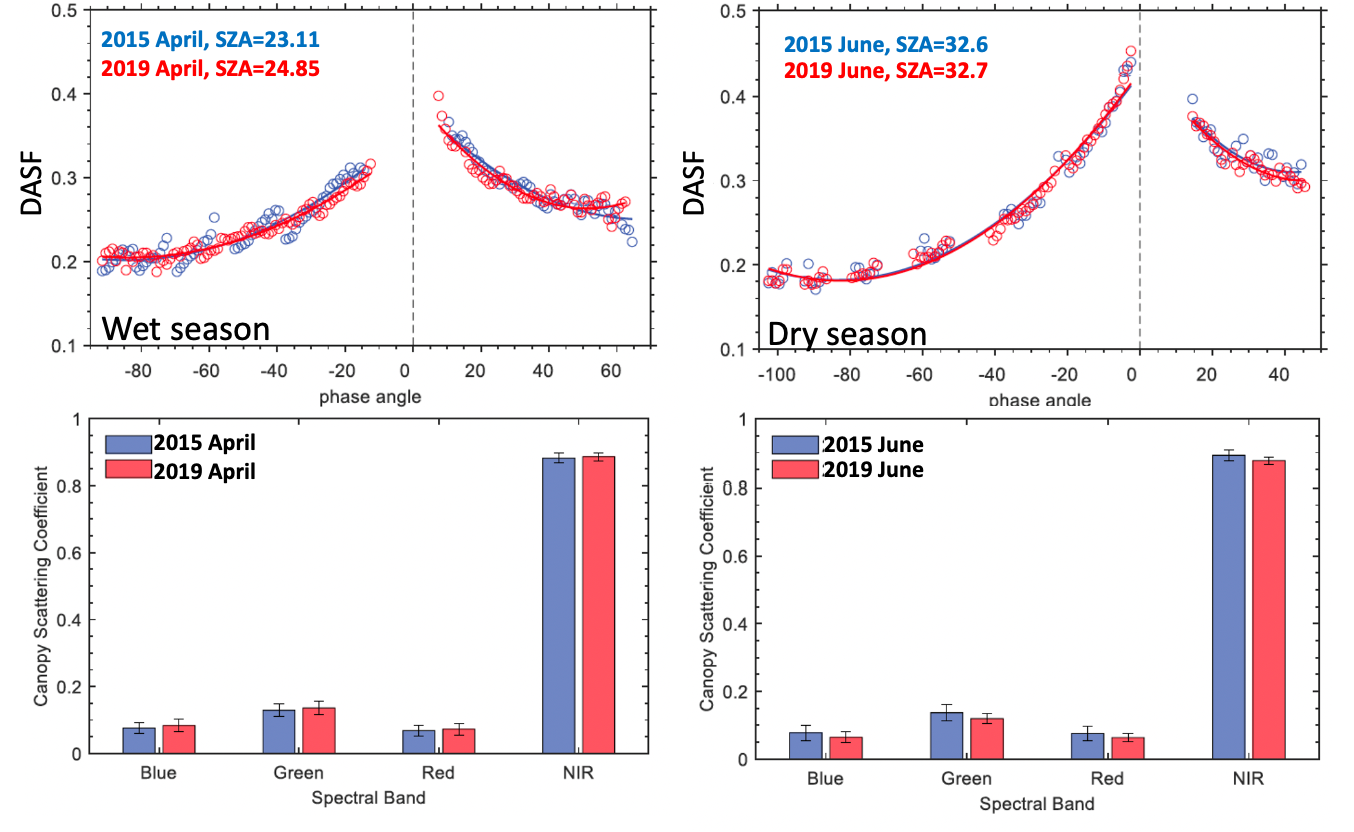 0.5
0.4
0.3
0.2
0.1
DASF
2015 April, SZA=23.11
2019 April, SZA=24.85
Wet season
-80 -60 -40 -20 0 20 40 60
phase angle
0.5
0.4
0.3
0.2
0.1
DASF
2015 June, SZA=32.6
2019 June, SZA=32.7
Dry season
-100 -80 -60 -40 -20 0 20 40
phase angle
1
0.8
0.6
0.4
0.2
0
Canopy Scattering Coefficient
2015 April
2019 April
Blue Green Red NIR
Spectral Band
1
0.8
0.6
0.4
0.2
0
Canopy Scattering Coefficient
2015 June
2019 June
Blue Green Red NIR
Spectral Band